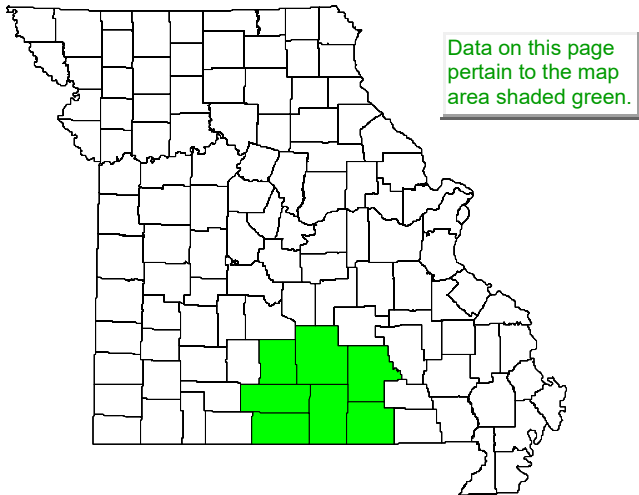 Data on this page
pertain to the map
area shaded green.